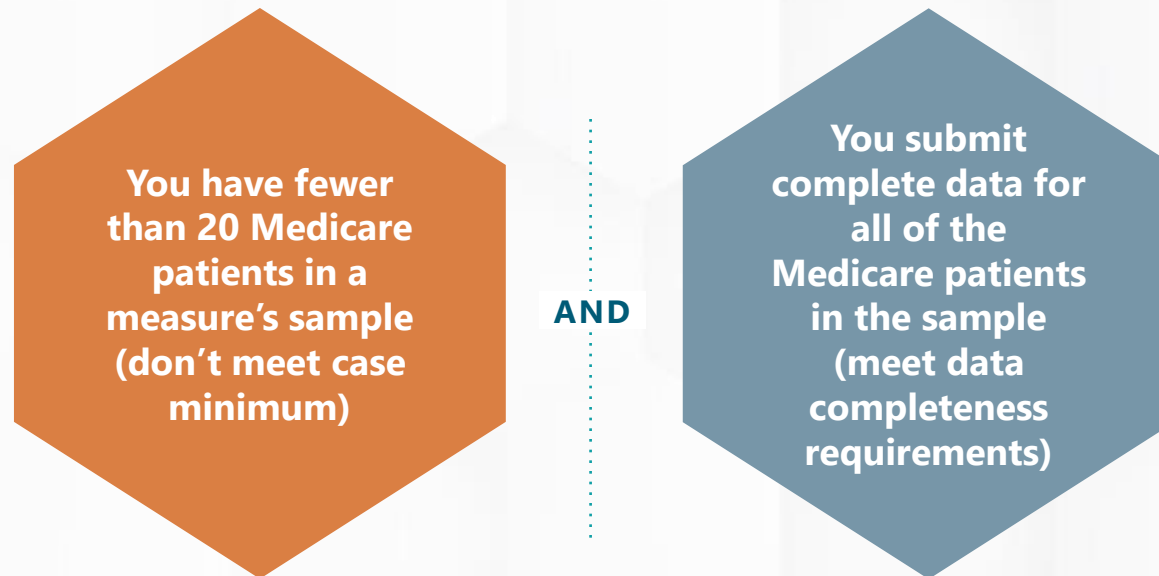 You have fewer
than 20 Medicare
patients in a
measure’s sample
(don’t meet case
minimum)
AND
You submit
complete data for
all of the
Medicare patients
in the sample
(meet data
completeness
requirements)